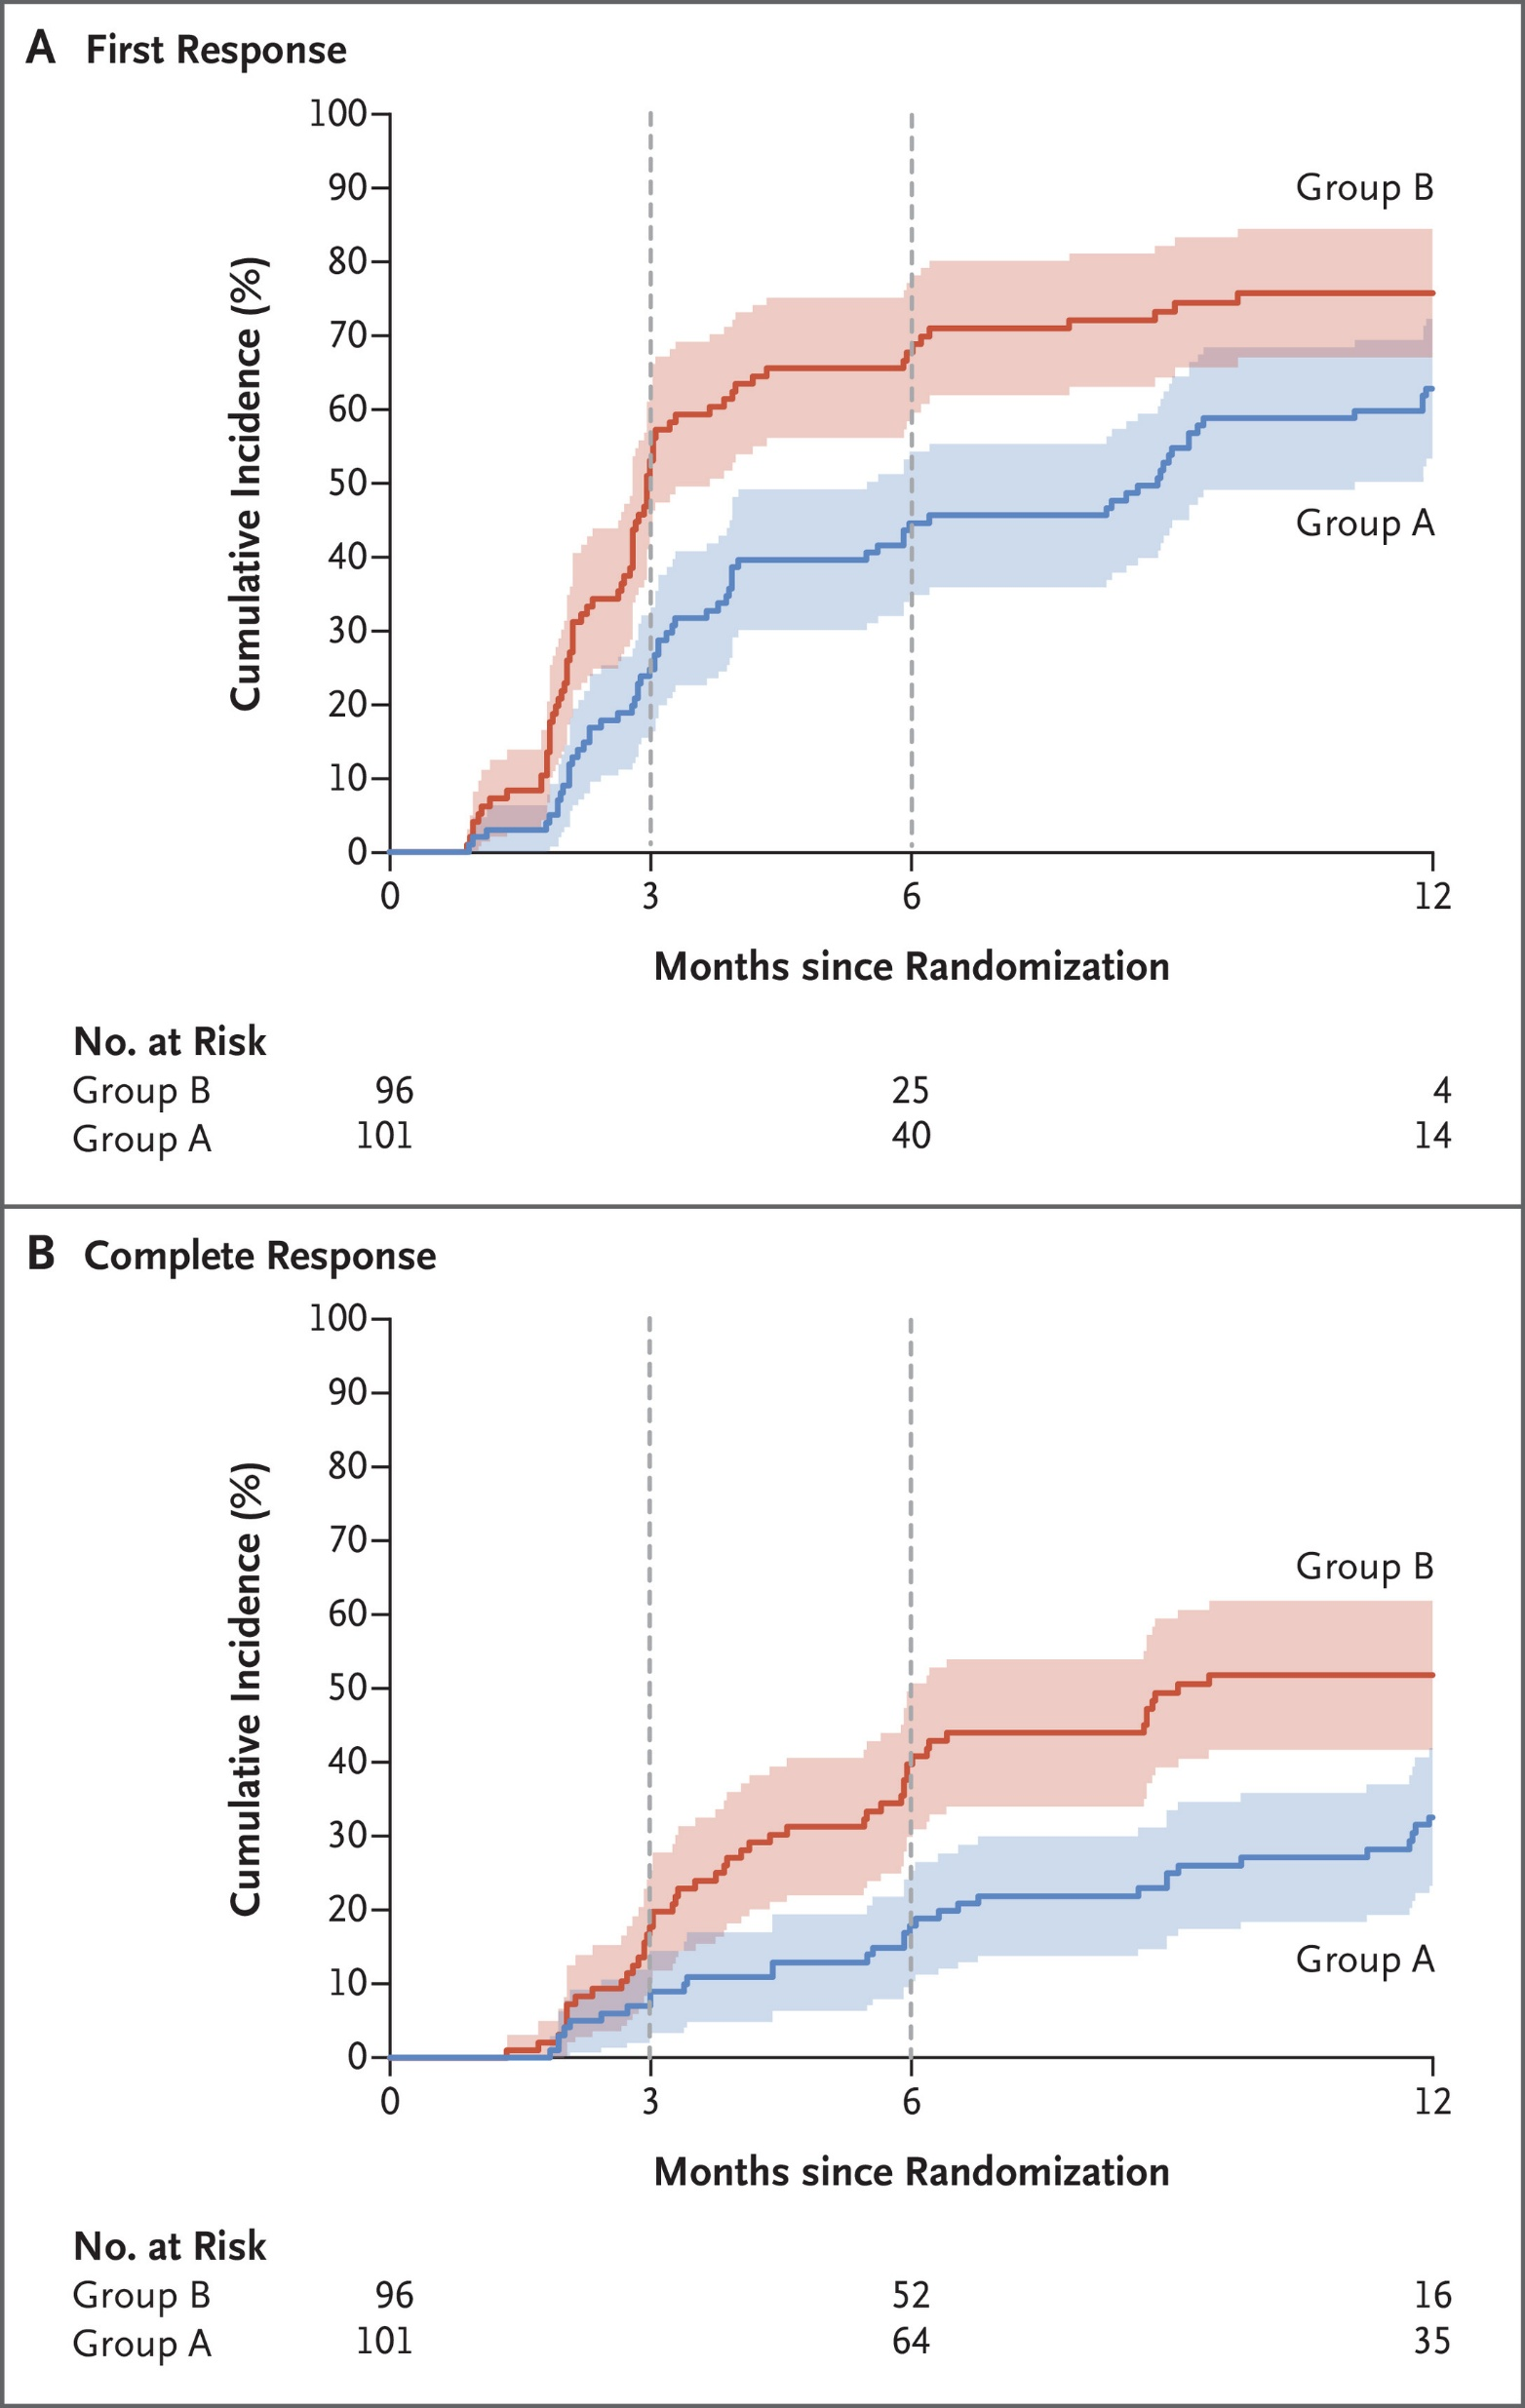 A First Response
100
90
80
70
60
50
40
30
20
10
0
Cumulative Incidence (%)
Group B
Group A
0 3 6 12
Months since Randomization
No. at Risk
Group B 96 25 4
Group A 101 40 14
B Complete Response
100
90
80
70
60
50
40
30
20
10
0
Cumulative Incidence (%)
Group B
Group A
0 3 6 12
Months since Randomization
No. at Risk
Group B 96 52 16
Group A 101 64 35